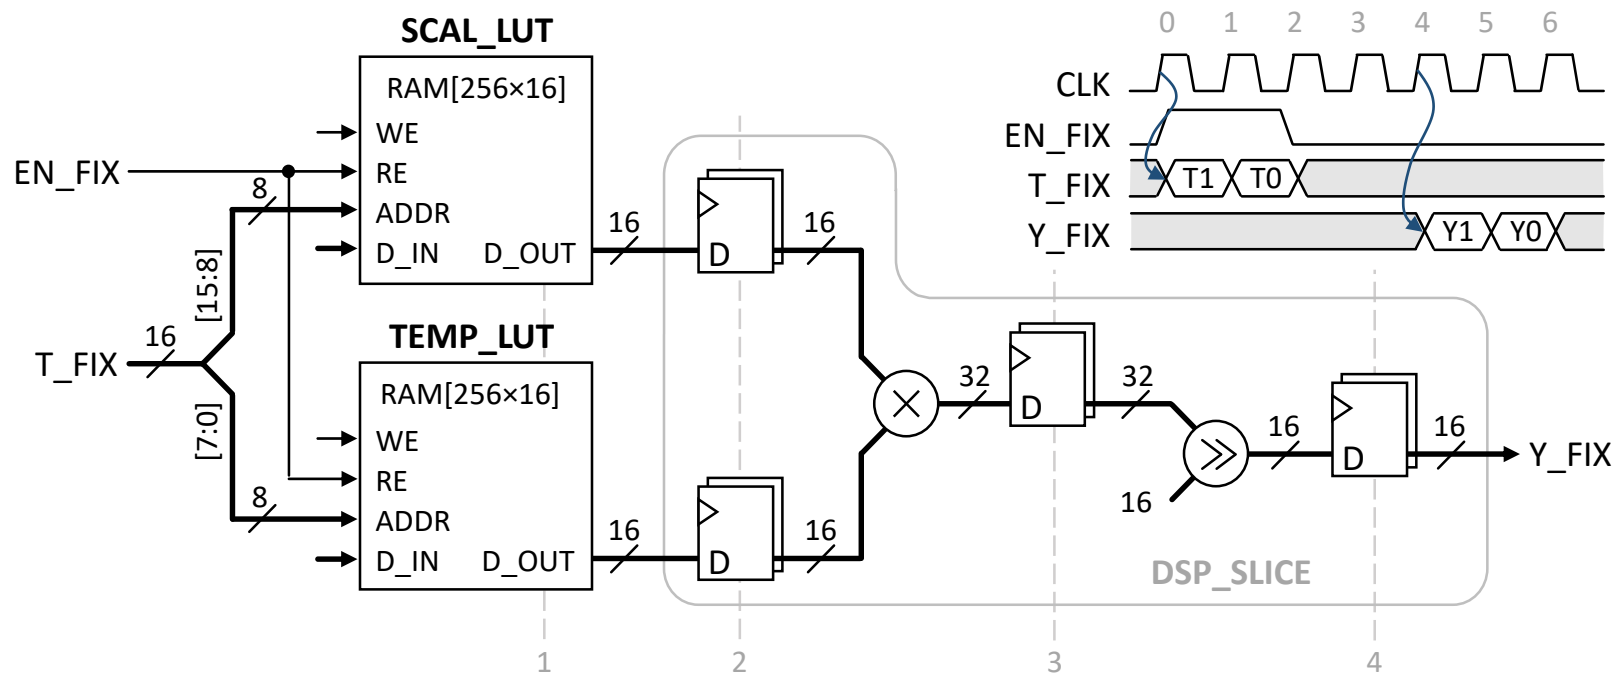 SCAL_LUT
RAM[256×16]
WE
EN_FIX
RE
8
ADDR
D_IN
D_OUT
16
D
16
[15:8]
T_FIX
16
TEMP_LUT
RAM[256×16]
[7:0]
WE
RE
8
ADDR
D_IN
D_OUT
16
D
16
32
D
32
16
16
D
16
Y_FIX
DSP_SLICE
1
2
3
4
0 1 2 3 4 5 6
CLK
EN_FIX
T_FIX T1 T0
Y_FIX Y1 Y0